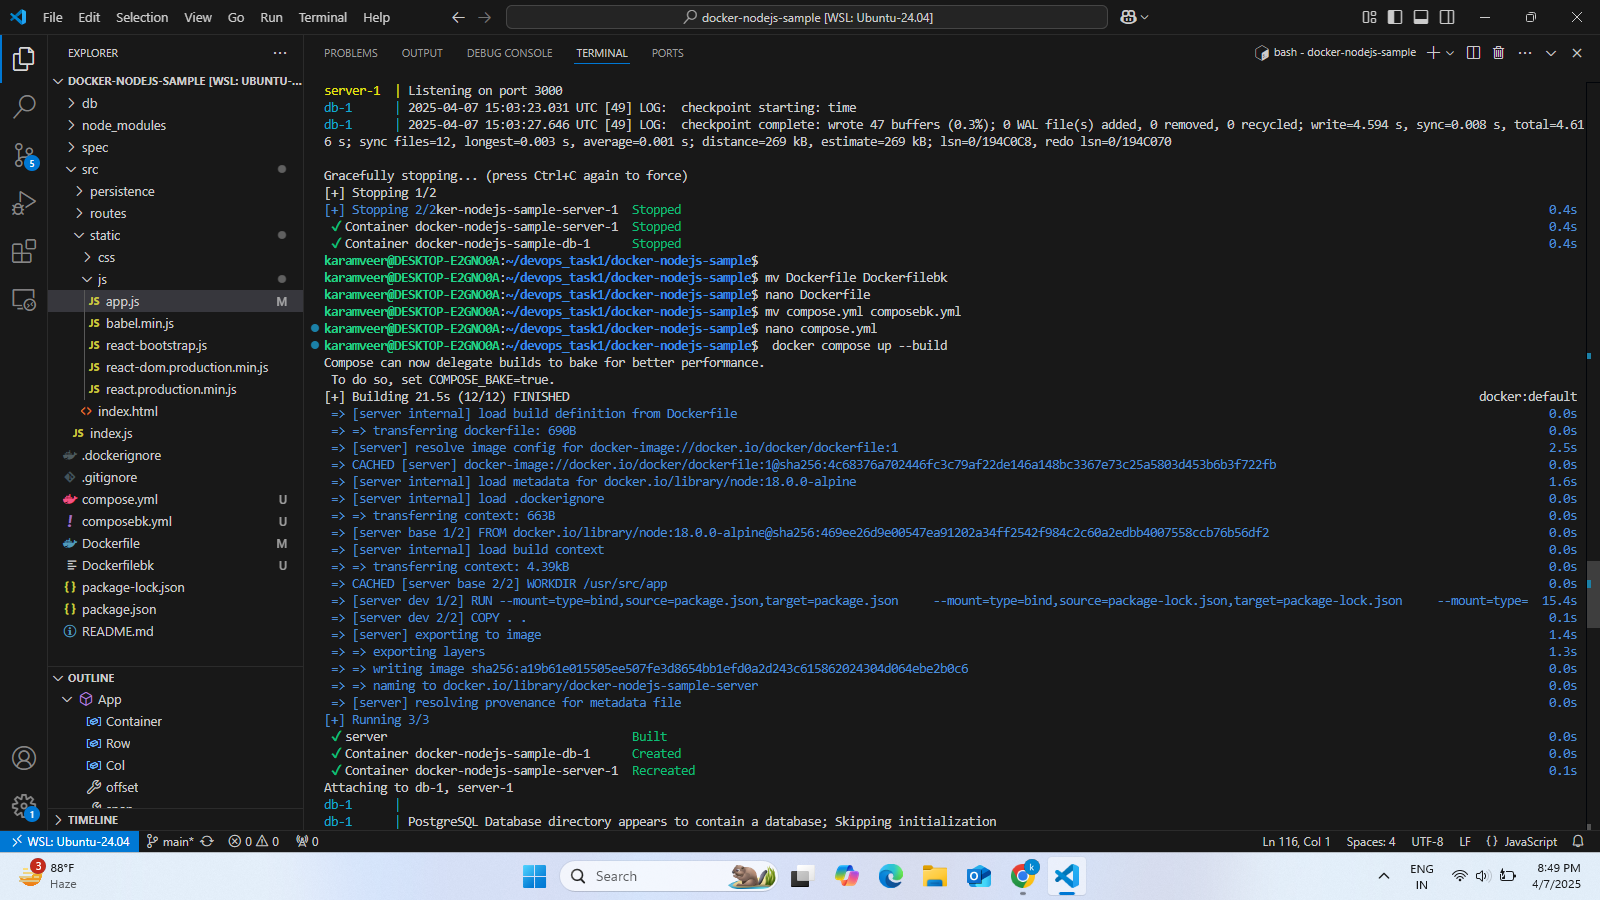 File Edit Selection View Go Run Terminal Help
docker-nodejs-sample [WSL: Ubuntu-24.04]
EXPLORER
PROBLEMS OUTPUT DEBUG CONSOLE TERMINAL PORTS
bash - docker-nodejs-sample
DOCKER-NODEJS-SAMPLE [WSL: UBUNTU-...
db
node_modules
spec
src
persistence
routes
static
css
js
JS app.js M
JS babel.min.js
JS react-bootstrap.js
JS react-dom.production.min.js
JS react.production.min.js
index.html
JS index.js
.dockerignore
.gitignore
compose.yml U
! composebk.yml U
Dockerfile M
Dockerfilebk U
{} package-lock.json
{} package.json
README.md
OUTLINE
App
Container
Row
Col
offset
TIMELINE
5
1
server-1 | Listening on port 3000
db-1 | 2025-04-07 15:03:23.031 UTC [49] LOG: checkpoint starting: time
db-1 | 2025-04-07 15:03:27.646 UTC [49] LOG: checkpoint complete: wrote 47 buffers (0.3%); 0 WAL file(s) added, 0 removed, 0 recycled; write=4.594 s, sync=0.008 s, total=4.61
6 s; sync files=12, longest=0.003 s, average=0.001 s; distance=269 kB, estimate=269 kB; lsn=0/194C0C8, redo lsn=0/194C070
Gracefully stopping... (press Ctrl+C again to force)
[+] Stopping 1/2
[+] Stopping 2/2ker-nodejs-sample-server-1 Stopped 0.4s
✔ Container docker-nodejs-sample-server-1 Stopped 0.4s
✔ Container docker-nodejs-sample-db-1 Stopped 0.4s
karamveer@DESKTOP-E2GNO0A:~/devops_task1/docker-nodejs-sample$
karamveer@DESKTOP-E2GNO0A:~/devops_task1/docker-nodejs-sample$ mv Dockerfile Dockerfilebk
karamveer@DESKTOP-E2GNO0A:~/devops_task1/docker-nodejs-sample$ nano Dockerfile
karamveer@DESKTOP-E2GNO0A:~/devops_task1/docker-nodejs-sample$ mv compose.yml composebk.yml
karamveer@DESKTOP-E2GNO0A:~/devops_task1/docker-nodejs-sample$ nano compose.yml
karamveer@DESKTOP-E2GNO0A:~/devops_task1/docker-nodejs-sample$ docker compose up --build
Compose can now delegate builds to bake for better performance.
To do so, set COMPOSE_BAKE=true.
[+] Building 21.5s (12/12) FINISHED docker:default
=> [server internal] load build definition from Dockerfile 0.0s
=> => transferring dockerfile: 690B 0.0s
=> [server] resolve image config for docker-image://docker.io/docker/dockerfile:1 2.5s
=> CACHED [server] docker-image://docker.io/docker/dockerfile:1@sha256:4c68376a702446fc3c79af22de146a148bc3367e73c25a5803d453b6b3f722fb 0.0s
=> [server internal] load metadata for docker.io/library/node:18.0.0-alpine 1.6s
=> [server internal] load .dockerignore 0.0s
=> => transferring context: 663B 0.0s
=> [server base 1/2] FROM docker.io/library/node:18.0.0-alpine@sha256:469ee26d9e00547ea91202a34ff2542f984c2c60a2edbb4007558ccb76b56df2 0.0s
=> [server internal] load build context 0.0s
=> => transferring context: 4.39kB 0.0s
=> CACHED [server base 2/2] WORKDIR /usr/src/app 0.0s
=> [server dev 1/2] RUN --mount=type=bind,source=package.json,target=package.json --mount=type=bind,source=package-lock.json,target=package-lock.json --mount=type= 15.4s
=> [server dev 2/2] COPY . . 0.1s
=> [server] exporting to image 1.4s
=> => exporting layers 1.3s
=> => writing image sha256:a19b61e015505ee507fe3d8654bb1efd0a2d243c615862024304d064ebe2b0c6 0.0s
=> => naming to docker.io/library/docker-nodejs-sample-server 0.0s
=> [server] resolving provenance for metadata file 0.0s
[+] Running 3/3
✔ server Built 0.0s
✔ Container docker-nodejs-sample-db-1 Created 0.0s
✔ Container docker-nodejs-sample-server-1 Recreated 0.1s
Attaching to db-1, server-1
db-1 |
db-1 | PostgreSQL Database directory appears to contain a database; Skipping initialization
WSL: Ubuntu-24.04 main* 0 0 0 Ln 116, Col 1 Spaces: 4 UTF-8 LF {} JavaScript
3
88°F
Haze
Search
k
ENG
IN
8:49 PM
4/7/2025